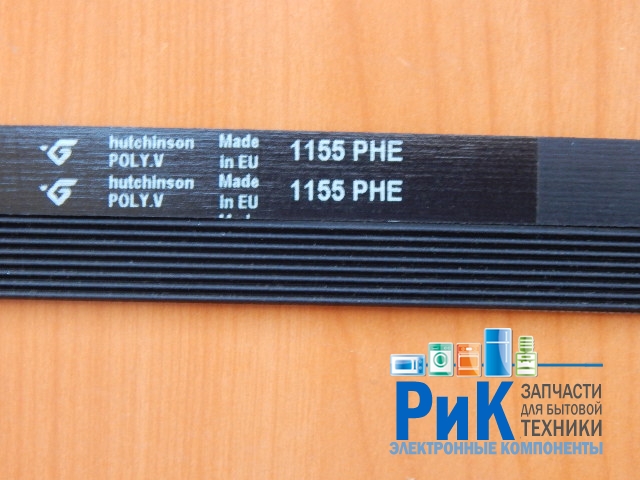 hutchinson Made 1155 PHE
POLY.V in EU
hutchinson Made 1155 PHE
POLY.V in EU
РиК ЗАПЧАСТИ
ДЛЯ БЫТОВОЙ
ТЕХНИКИ
ЭЛЕКТРОННЫЕ КОМПОНЕНТЫ